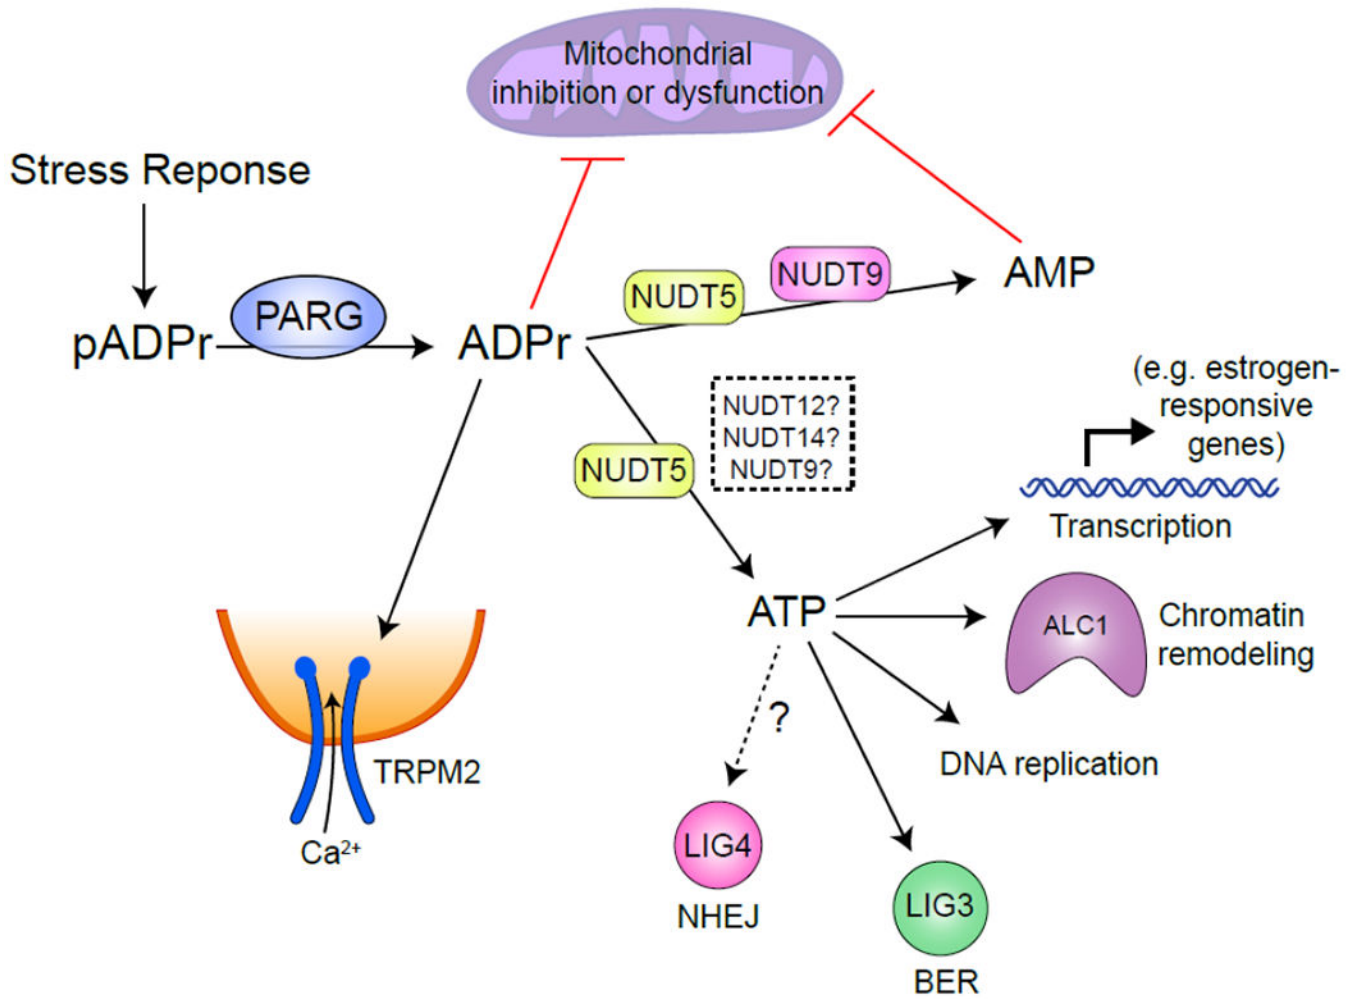 Mitochondrial
inhibition or dysfunction
Stress Reponse
pADPr
PARG
ADPr
NUDT5
NUDT9
AMP
NUDT12?
NUDT14?
NUDT9?
NUDT5
(e.g. estrogen-
responsive
genes)
Transcription
ATP
ALC1
Chromatin
remodeling
?
DNA replication
TRPM2
Ca²⁺
LIG4
NHEJ
LIG3
BER